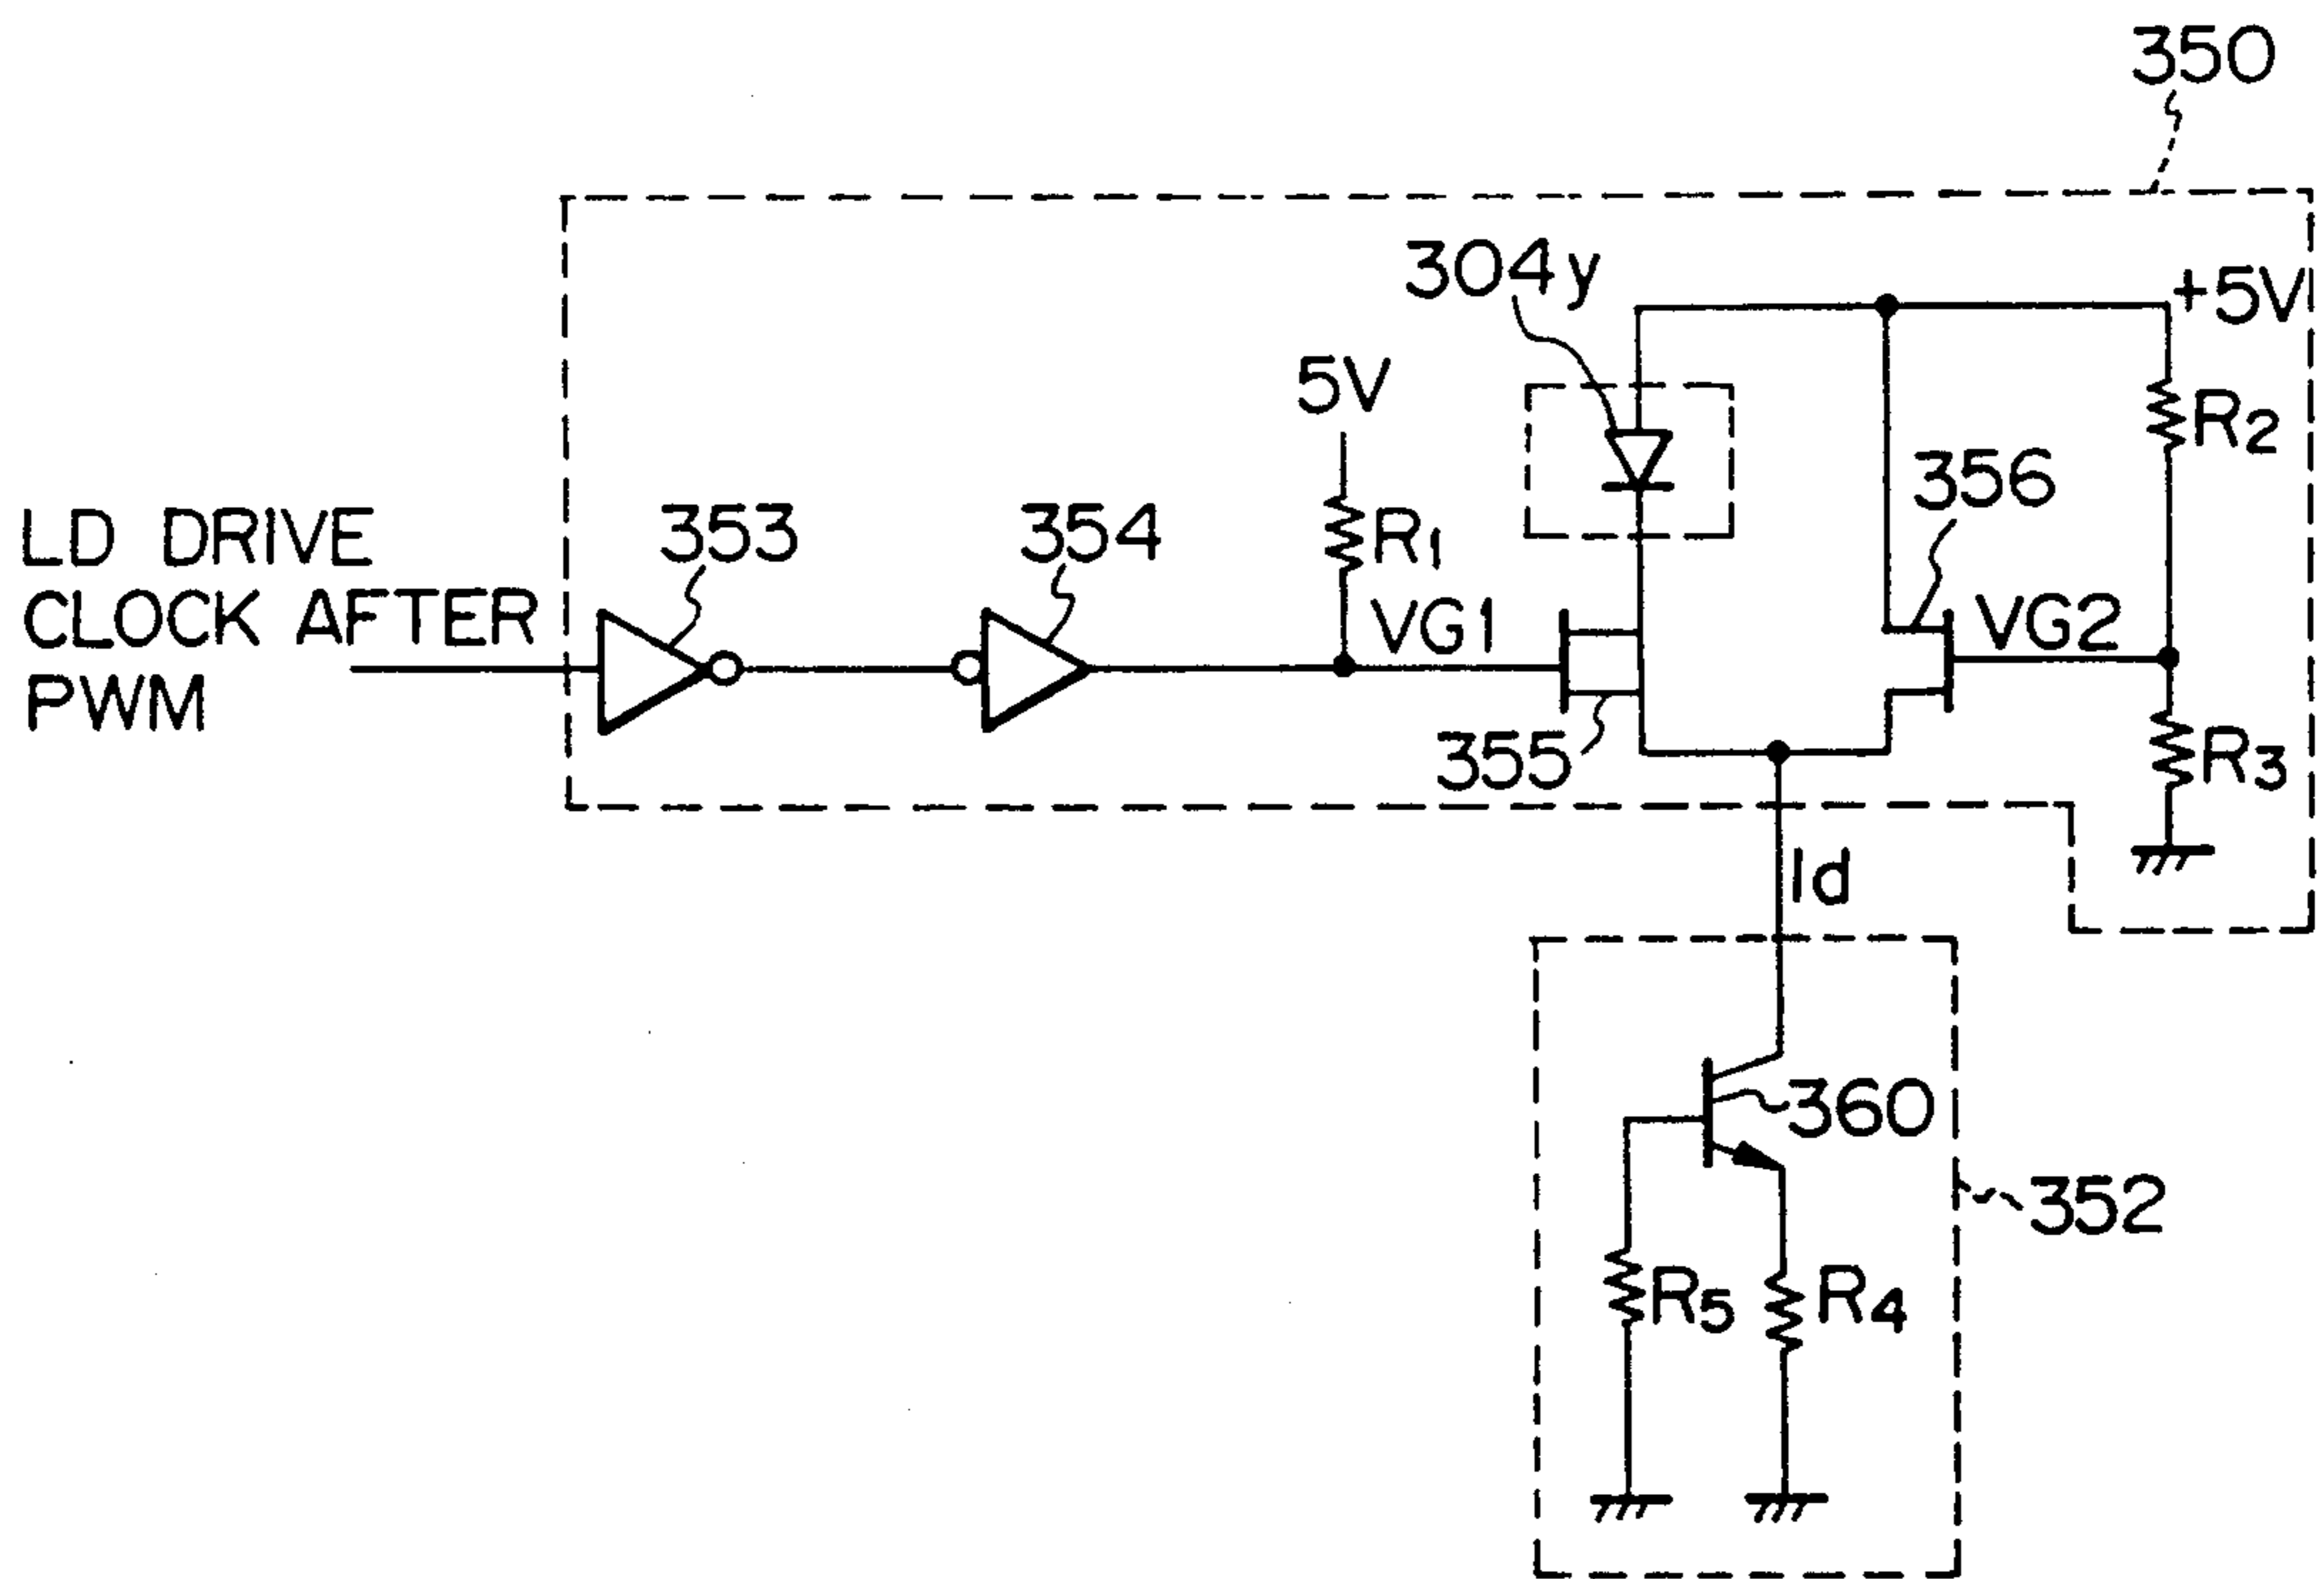 350
304y
+5V
5V
R2
356
353
354
R1
LD DRIVE
CLOCK AFTER
PWM
VG1
VG2
355
R3
Id
360
352
R5
R4